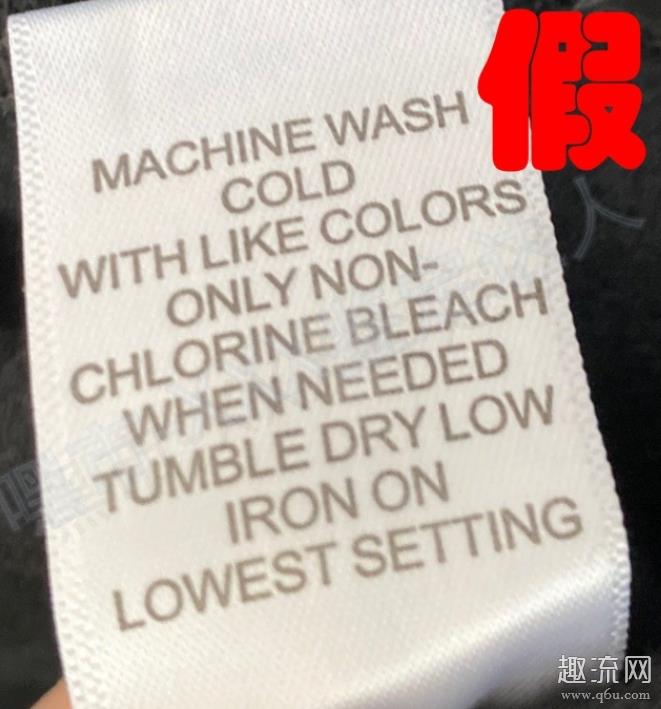 假
MACHINE WASH
COLD
WITH LIKE COLORS
ONLY NON-
CHLORINE BLEACH
WHEN NEEDED
TUMBLE DRY LOW
IRON ON
LOWEST SETTING
趣流网
www.q6u.com